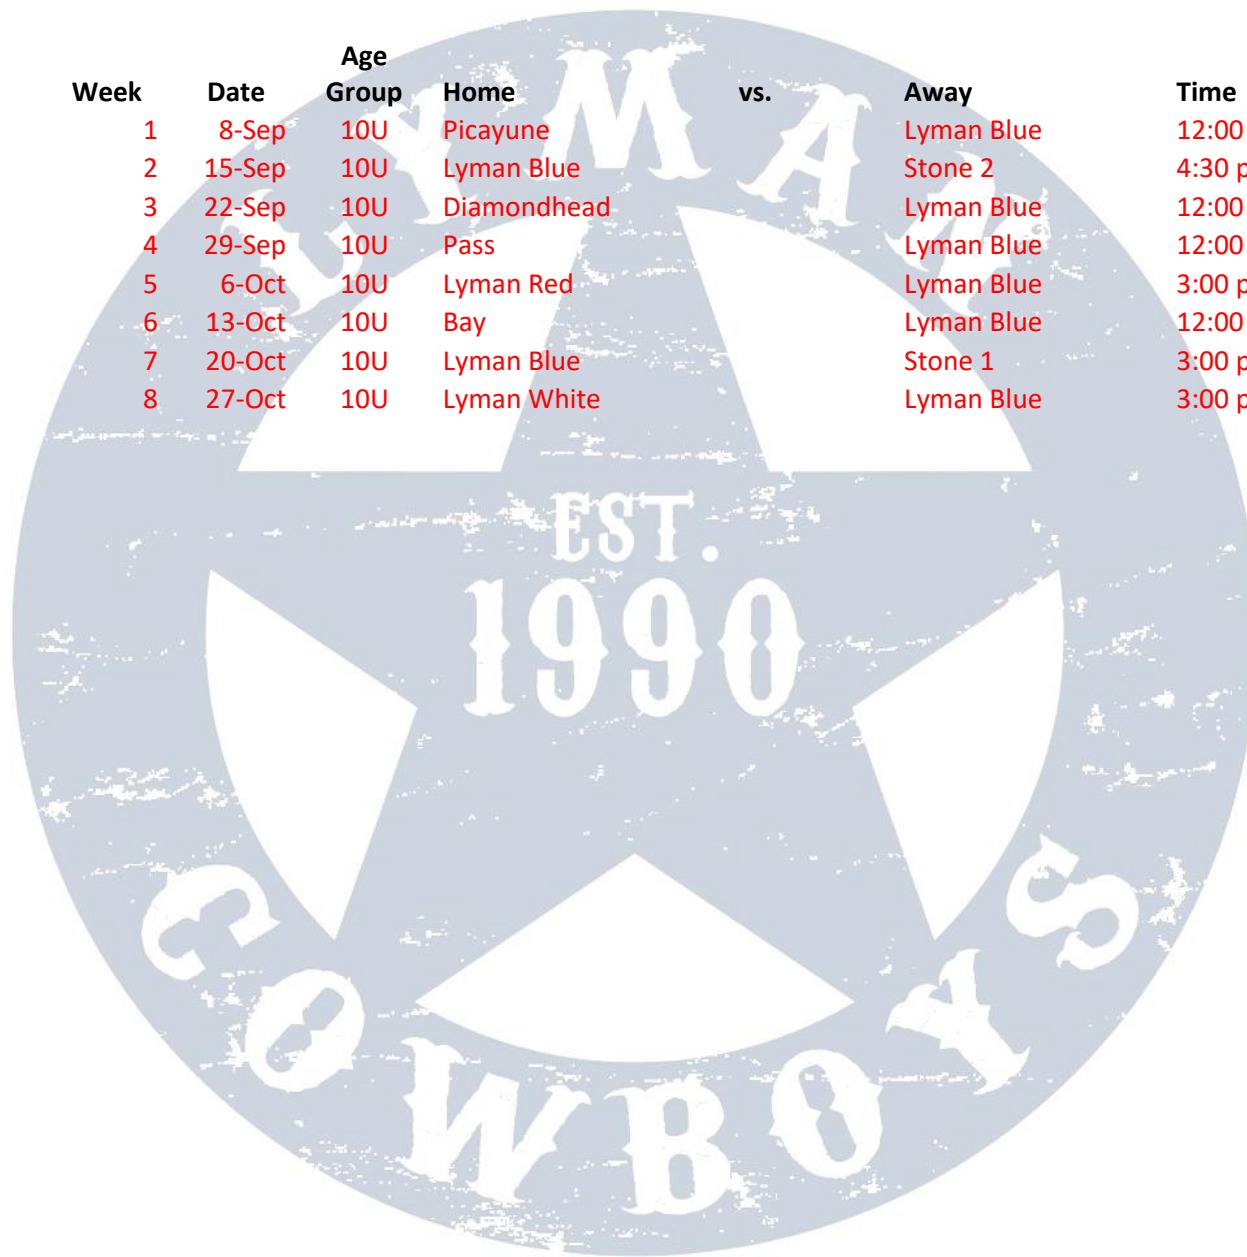 Age
Week Date Group Home vs. Away Time
1 8-Sep 10U Picayune Lyman Blue 12:00
2 15-Sep 10U Lyman Blue Stone 2 4:30 p
3 22-Sep 10U Diamondhead Lyman Blue 12:00
4 29-Sep 10U Pass Lyman Blue 12:00
5 6-Oct 10U Lyman Red Lyman Blue 3:00 p
6 13-Oct 10U Bay Lyman Blue 12:00
7 20-Oct 10U Lyman Blue Stone 1 3:00 p
8 27-Oct 10U Lyman White Lyman Blue 3:00 p
LYMAN
EST.
1990
COWBOYS